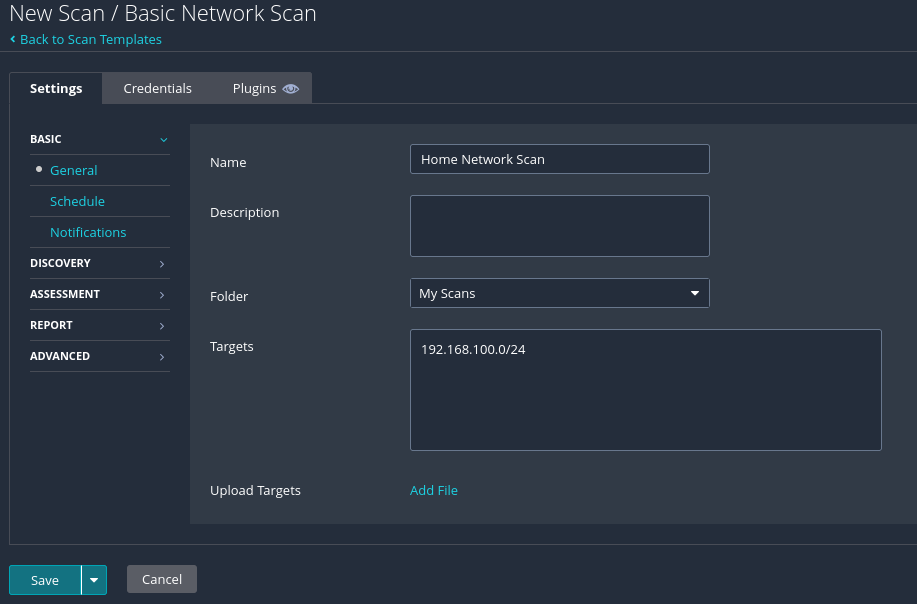 New Scan / Basic Network Scan
Back to Scan Templates
Settings Credentials Plugins
BASIC
General
Schedule
Notifications
DISCOVERY
ASSESSMENT
REPORT
ADVANCED
Name Home Network Scan
Description
Folder My Scans
Targets 192.168.100.0/24
Upload Targets Add File
Save Cancel